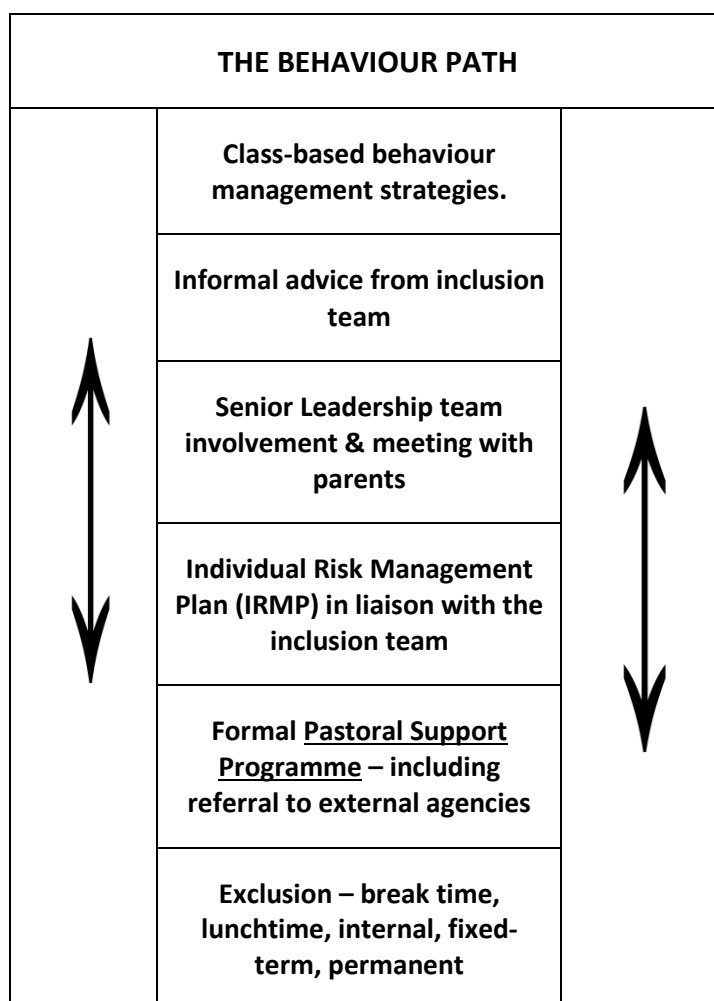 THE BEHAVIOUR PATH
Class-based behaviour
management strategies.
Informal advice from inclusion
team
Senior Leadership team
involvement & meeting with
parents
Individual Risk Management
Plan (IRMP) in liaison with the
inclusion team
Formal Pastoral Support
Programme – including
referral to external agencies
Exclusion – break time,
lunchtime, internal, fixed-
term, permanent